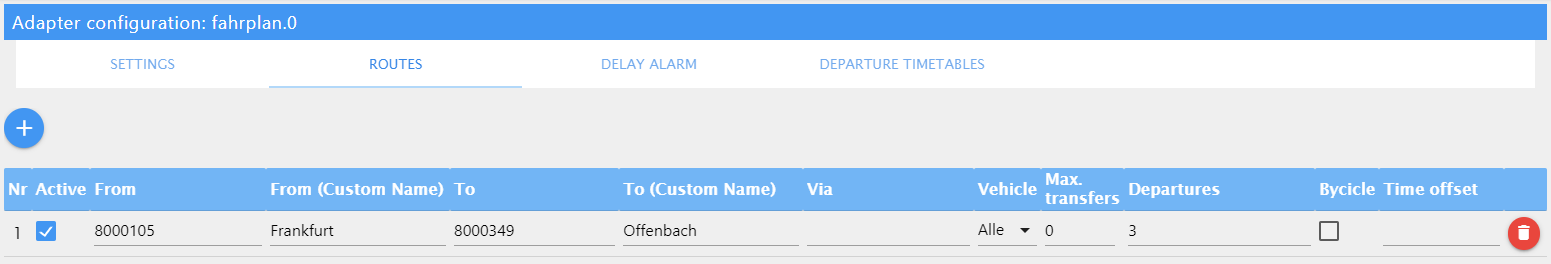 Adapter configuration: fahrplan.0
SETTINGS ROUTES DELAY ALARM DEPARTURE TIMETABLES
Nr Active From From (Custom Name) To To (Custom Name) Via Vehicle Max. transfers Departures Bycicle Time offset
1 8000105 Frankfurt 8000349 Offenbach Alle 0 3